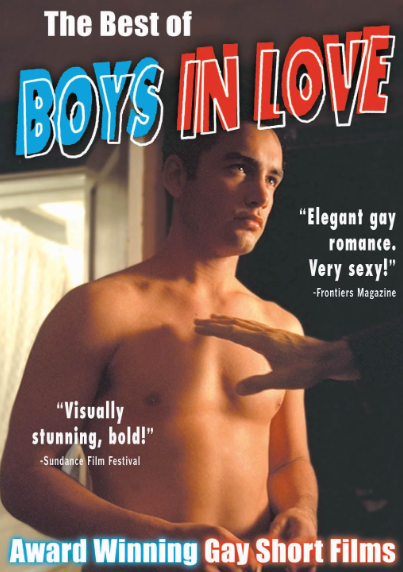 The Best of
BOYS IN LOVE
“Elegant gay
romance.
Very sexy!”
-Frontiers Magazine
“Visually
stunning, bold!”
-Sundance Film Festival
Award Winning Gay Short Films